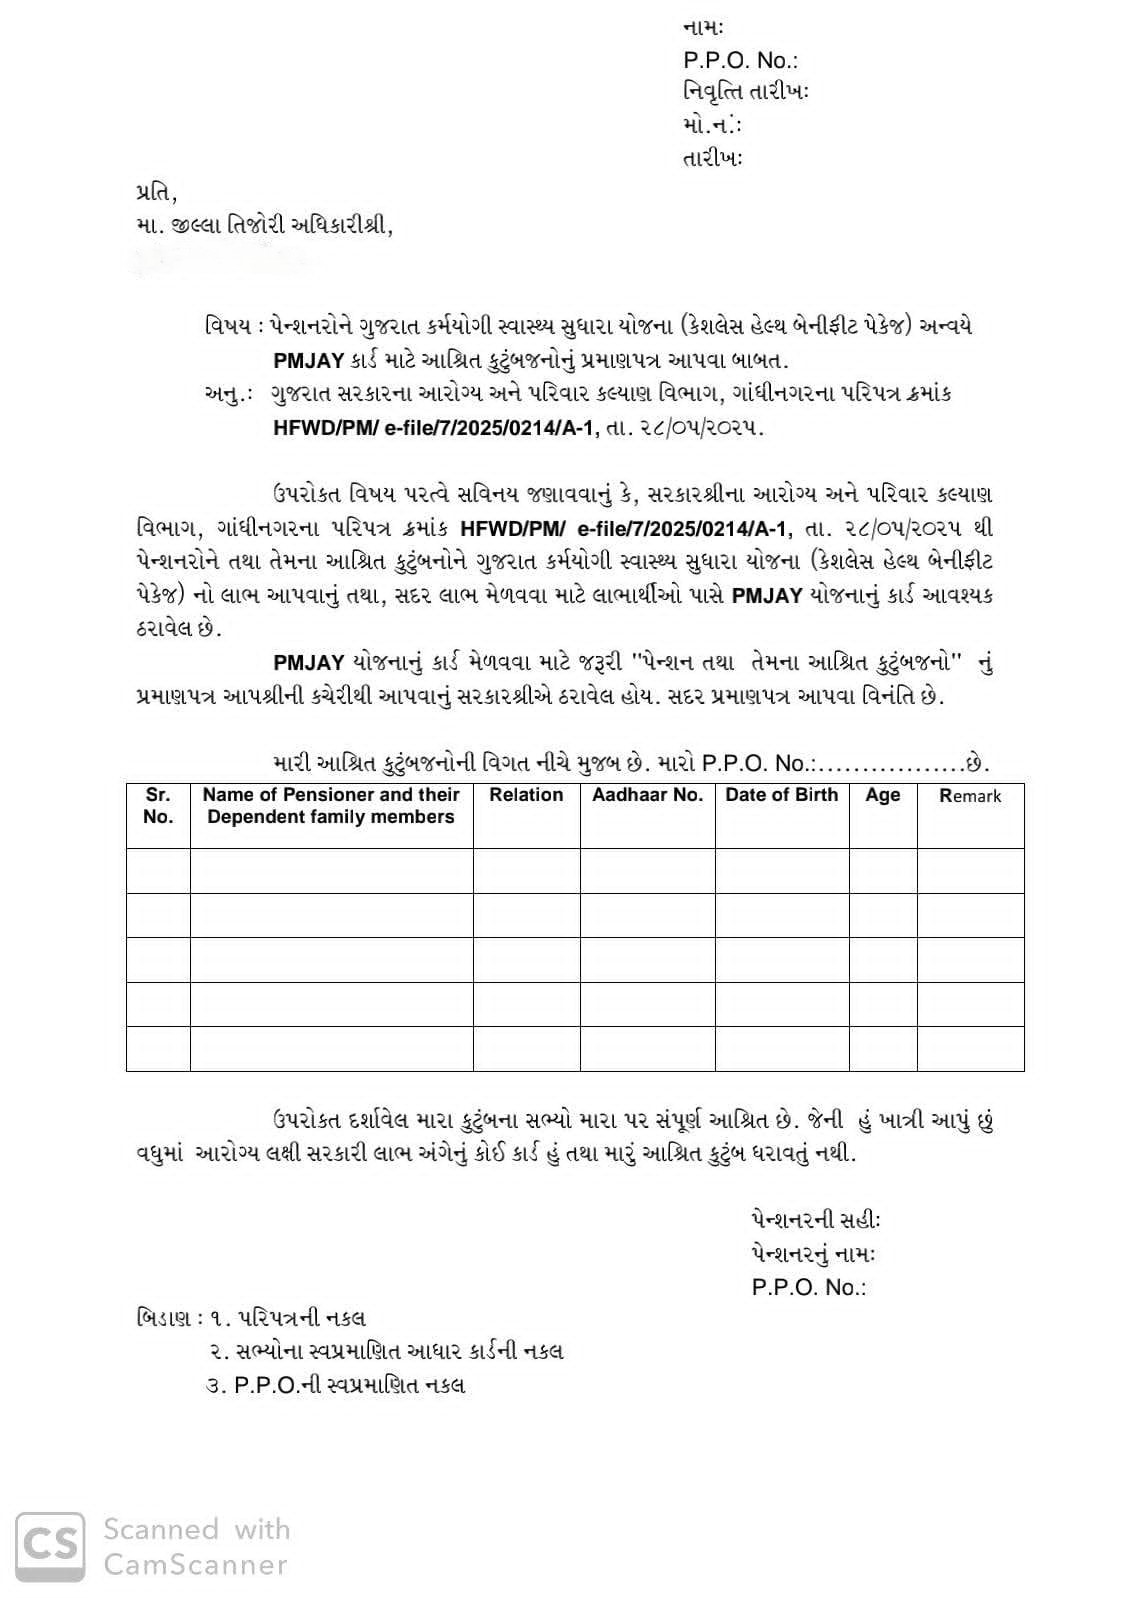 નામઃ
P.P.O. No.:
નિવૃત્તિ તારીખઃ
મો.નંઃ
તારીખઃ
પ્રતિ,
મા. જીલ્લા તિજોરી અધિકારીશ્રી,
વિષય : પેન્શનરોને ગુજરાત કર્મયોગી સ્વાસ્થ્ય સુધારા યોજના (કેશલેસ હેલ્થ બેનીફીટ પેકેજ) અન્વયે
PMJAY કાર્ડ માટે આશ્રિત કુટુંબજનોનું પ્રમાણપત્ર આપવા બાબત.
અનુ.ઃ ગુજરાત સરકારના આરોગ્ય અને પરિવાર કલ્યાણ વિભાગ, ગાંધીનગરના પરિપત્ર ક્રમાંક
HFWD/PM/ e-file/7/2025/0214/A-1, તા. ૨૮/૦૫/૨૦૨૫.
ઉપરોકત વિષય પરત્વે સવિનય જણાવવાનું કે, સરકારશ્રીના આરોગ્ય અને પરિવાર કલ્યાણ
વિભાગ, ગાંધીનગરના પરિપત્ર ક્રમાંક HFWD/PM/ e-file/7/2025/0214/A-1, તા. ૨૮/૦૫/૨૦૨૫ થી
પેન્શનરોને તથા તેમના આશ્રિત કુટુંબનોને ગુજરાત કર્મયોગી સ્વાસ્થ્ય સુધારા યોજના (કેશલેસ હેલ્થ બેનીફીટ
પેકેજ) નો લાભ આપવાનું તથા, સદર લાભ મેળવવા માટે લાભાર્થીઓ પાસે PMJAY યોજનાનું કાર્ડ આવશ્યક
ઠરાવેલ છે.
PMJAY યોજનાનું કાર્ડ મેળવવા માટે જરૂરી "પેન્શન તથા તેમના આશ્રિત કુટુંબજનો" નું
પ્રમાણપત્ર આપશ્રીની કચેરીથી આપવાનું સરકારશ્રીએ ઠરાવેલ હોય. સદર પ્રમાણપત્ર આપવા વિનંતિ છે.
મારી આશ્રિત કુટુંબજનોની વિગત નીચે મુજબ છે. મારો P.P.O. No.:..................છે.
Sr. No. Name of Pensioner and their Dependent family members Relation Aadhaar No. Date of Birth Age Remark
ઉપરોકત દર્શાવેલ મારા કુટુંબના સભ્યો મારા પર સંપૂર્ણ આશ્રિત છે. જેની હું ખાત્રી આપું છું
વધુમાં આરોગ્ય લક્ષી સરકારી લાભ અંગેનું કોઈ કાર્ડ હું તથા મારું આશ્રિત કુટુંબ ધરાવતું નથી.
પેન્શનરની સહીઃ
પેન્શનરનું નામઃ
P.P.O. No.:
બિડાણ : ૧. પરિપત્રની નકલ
૨. સભ્યોના સ્વપ્રમાણિત આધાર કાર્ડની નકલ
૩. P.P.O.ની સ્વપ્રમાણિત નકલ
CS Scanned with
CamScanner